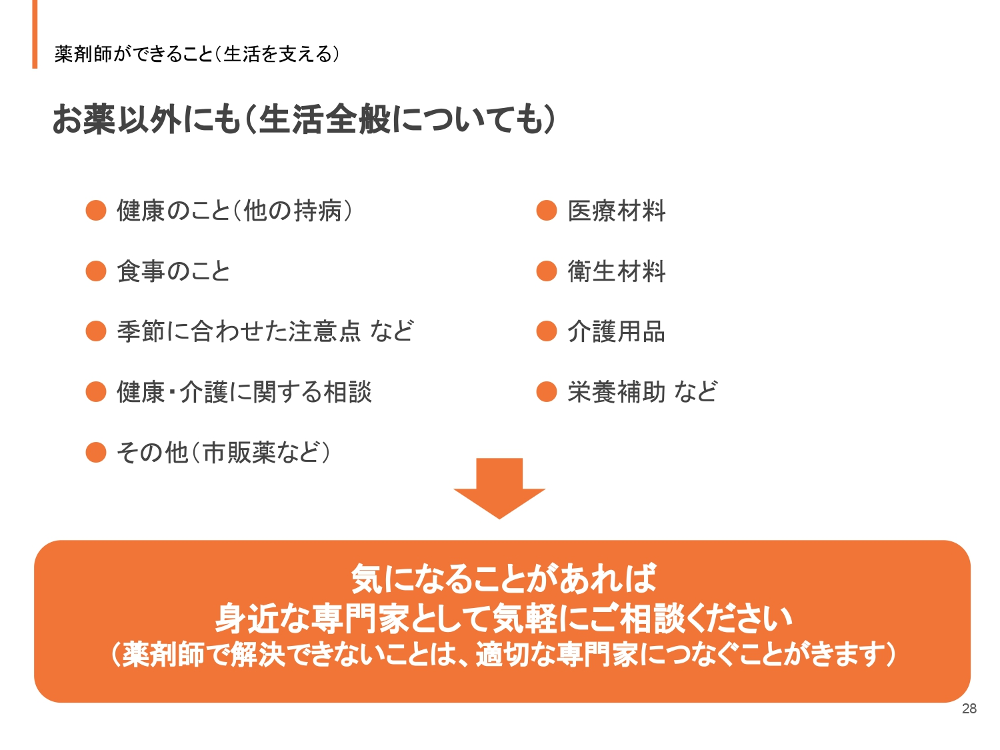 薬剤師ができること（生活を支える）
お薬以外にも（生活全般についても）
健康のこと（他の持病）
食事のこと
季節に合わせた注意点 など
健康・介護に関する相談
その他（市販薬など）
医療材料
衛生材料
介護用品
栄養補助 など
気になることがあれば
身近な専門家として気軽にご相談ください
（薬剤師で解決できないことは、適切な専門家につなぐことがきます）
28